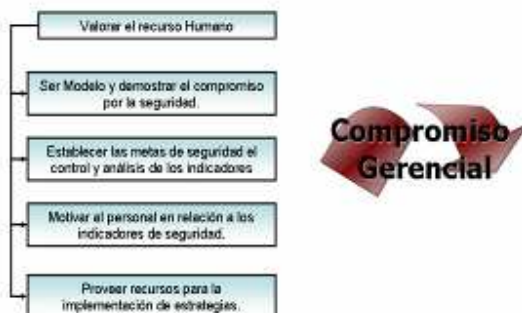 Valorar el recurso Humano
Ser Modelo y demostrar el compromiso
por la seguridad.
Establecer las metas de seguridad el
control y análisis de los indicadores
Motivar al personal en relación a los
indicadores de seguridad.
Proveer recursos para la
implementación de estrategias.
Compromiso
Gerencial